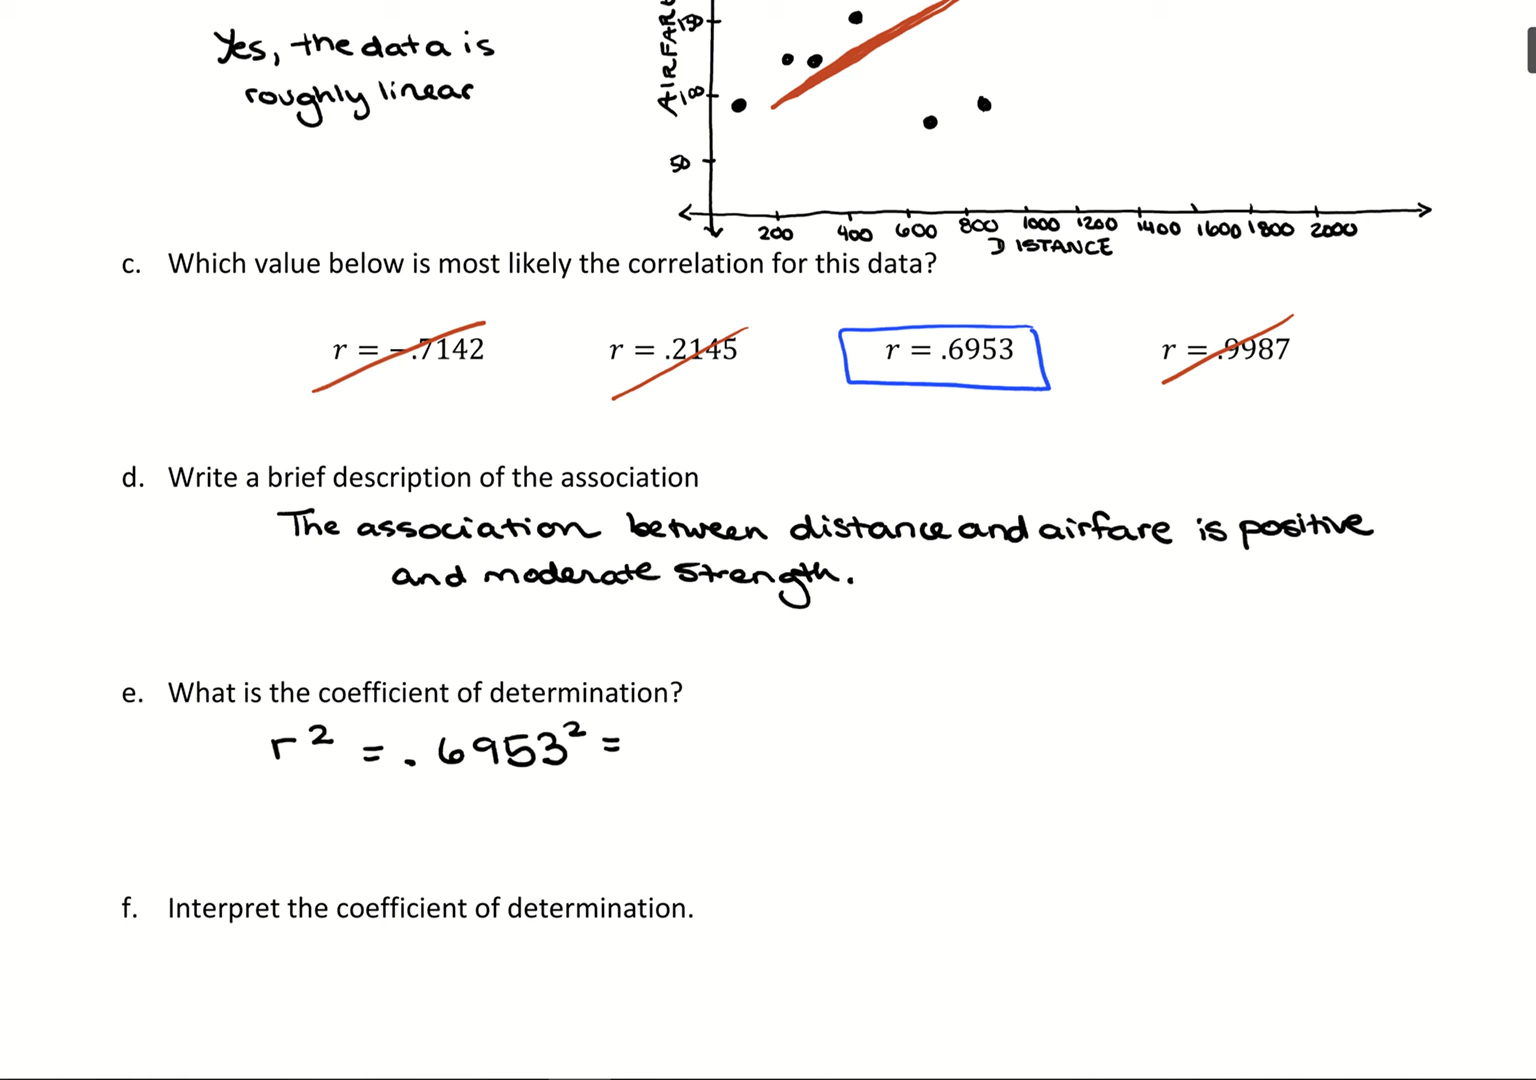 Yes, the data is
roughly linear
AIRFARE
150
100
50
200 400 600 800 1000 1200 1400 1600 1800 2000
DISTANCE
c. Which value below is most likely the correlation for this data?
r = −.7142 r = .2145 r = .6953 r = .9987
d. Write a brief description of the association
The association between distance and airfare is positive
and moderate strength.
e. What is the coefficient of determination?
r² = .6953² =
f. Interpret the coefficient of determination.